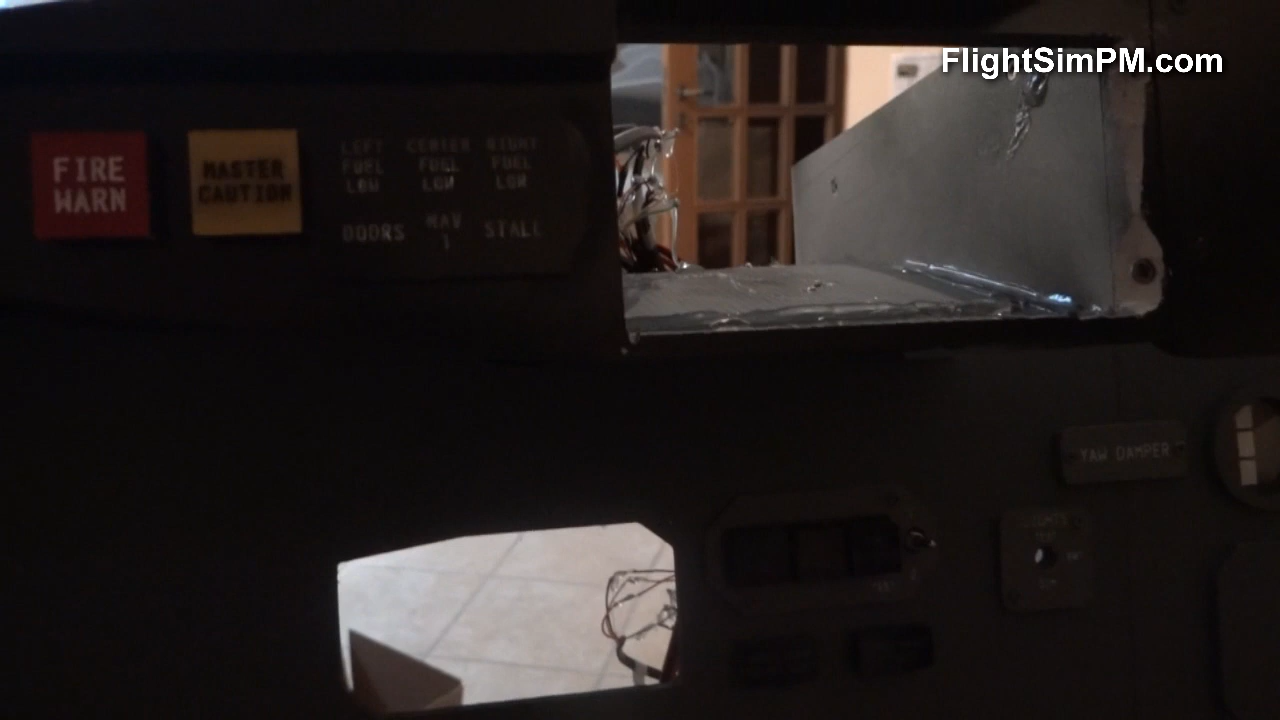 FlightSimPM.com
FIRE
WARN
MASTER
CAUTION
LEFT CENTER RIGHT
FUEL FUEL FUEL
LOW LOW LOW
DOORS NAV STALL
1
YAW DAMPER